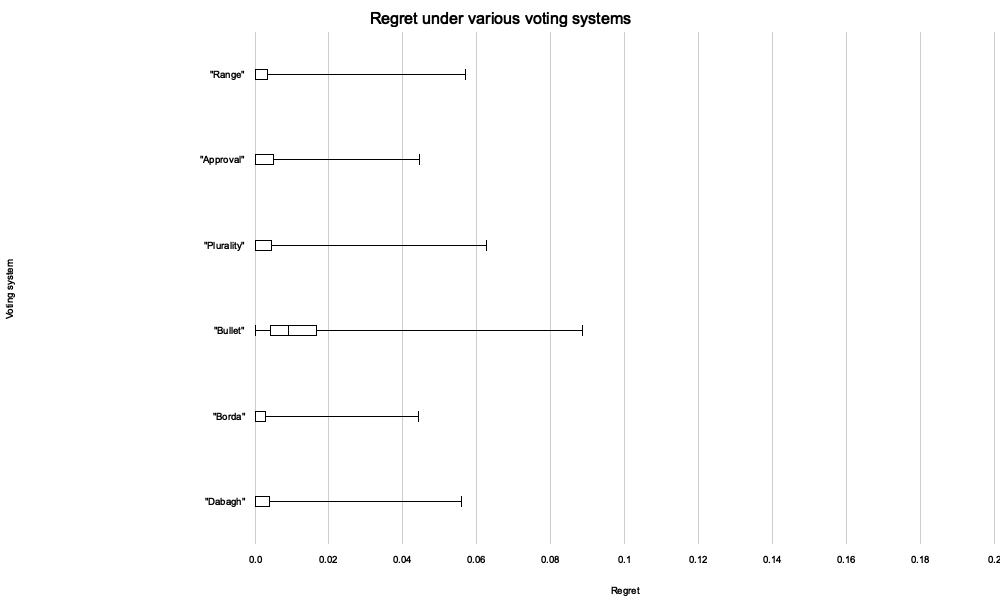 Regret under various voting systems
"Range"
"Approval"
"Plurality"
"Bullet"
"Borda"
"Dabagh"
Voting system
0.0 0.02 0.04 0.06 0.08 0.1 0.12 0.14 0.16 0.18 0.2
Regret